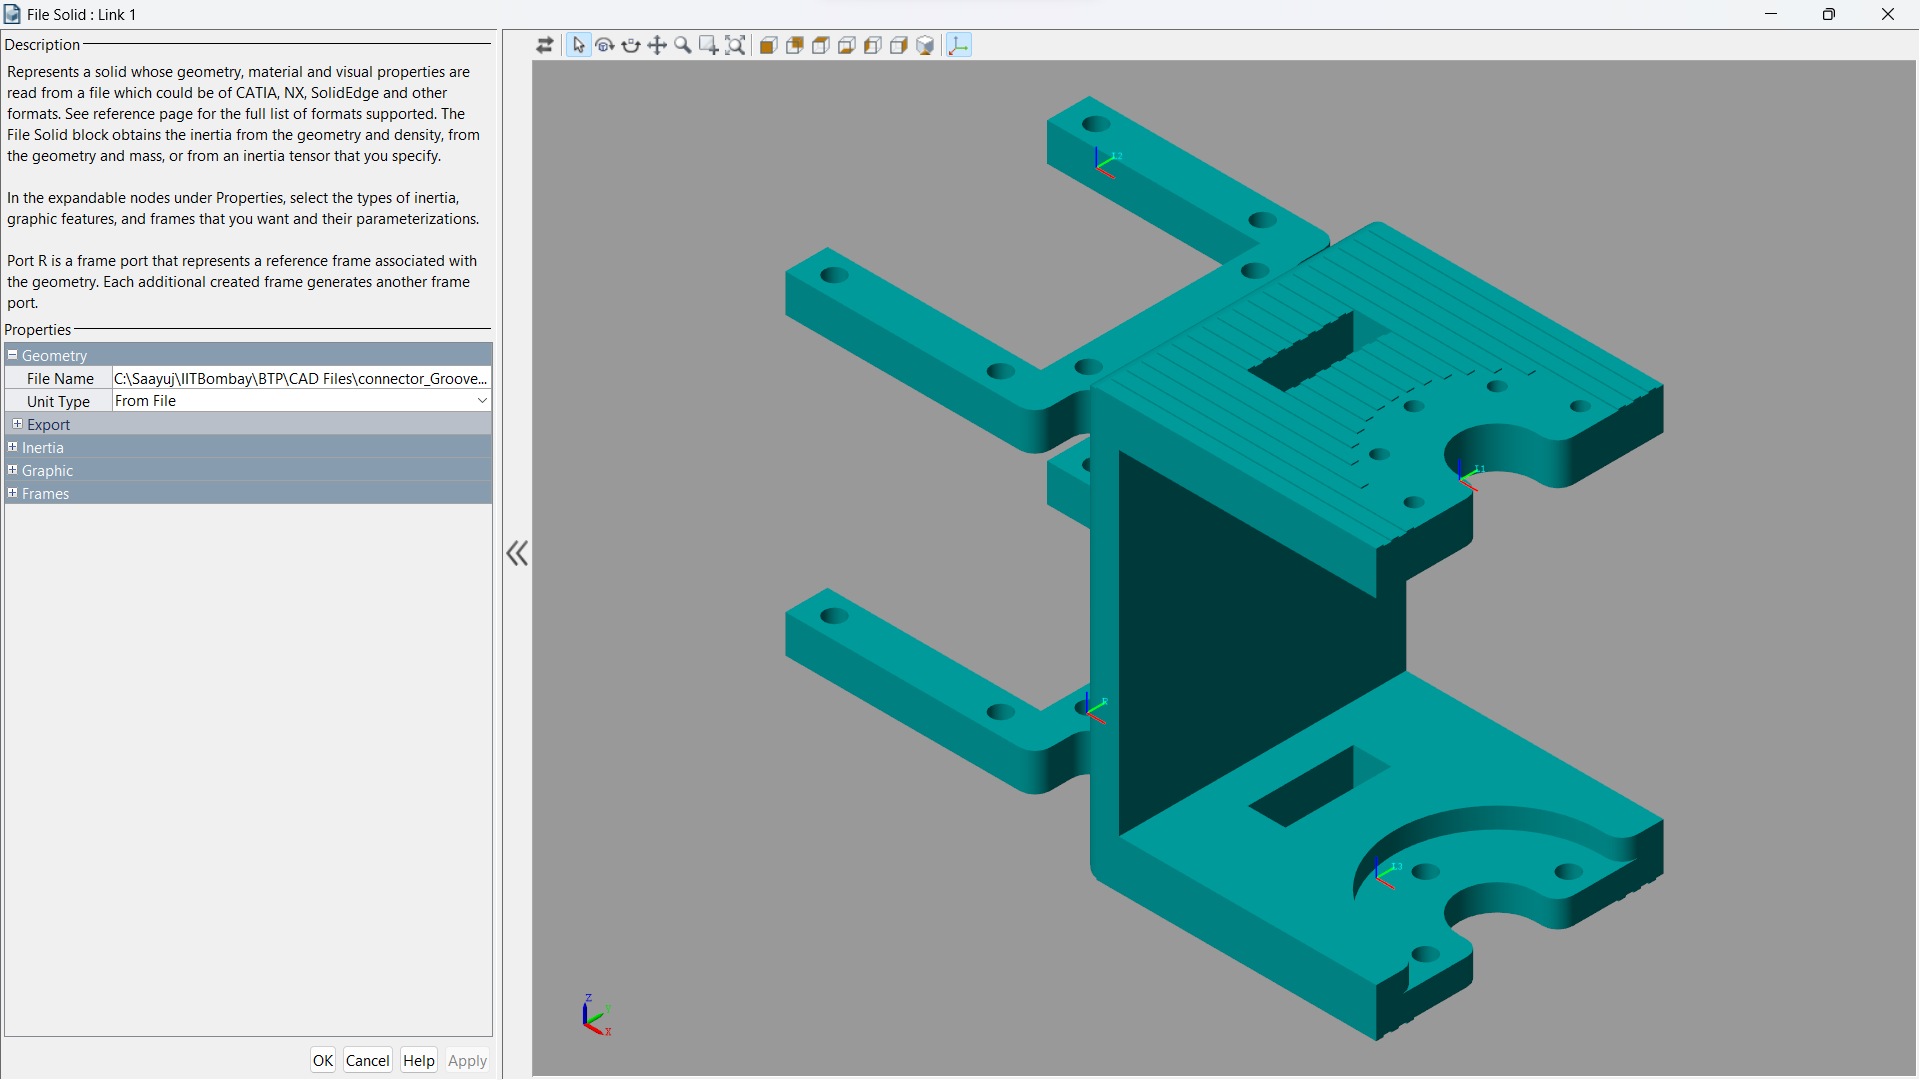 File Solid : Link 1
Description
Represents a solid whose geometry, material and visual properties are
read from a file which could be of CATIA, NX, SolidEdge and other
formats. See reference page for the full list of formats supported. The
File Solid block obtains the inertia from the geometry and density, from
the geometry and mass, or from an inertia tensor that you specify.
In the expandable nodes under Properties, select the types of inertia,
graphic features, and frames that you want and their parameterizations.
Port R is a frame port that represents a reference frame associated with
the geometry. Each additional created frame generates another frame
port.
Properties
Geometry
File Name C:\Saayuj\IITBombay\BTP\CAD Files\connector_Groove...
Unit Type From File
Export
Inertia
Graphic
Frames
OK Cancel Help Apply
L2
L1
R
L3
z
y
x